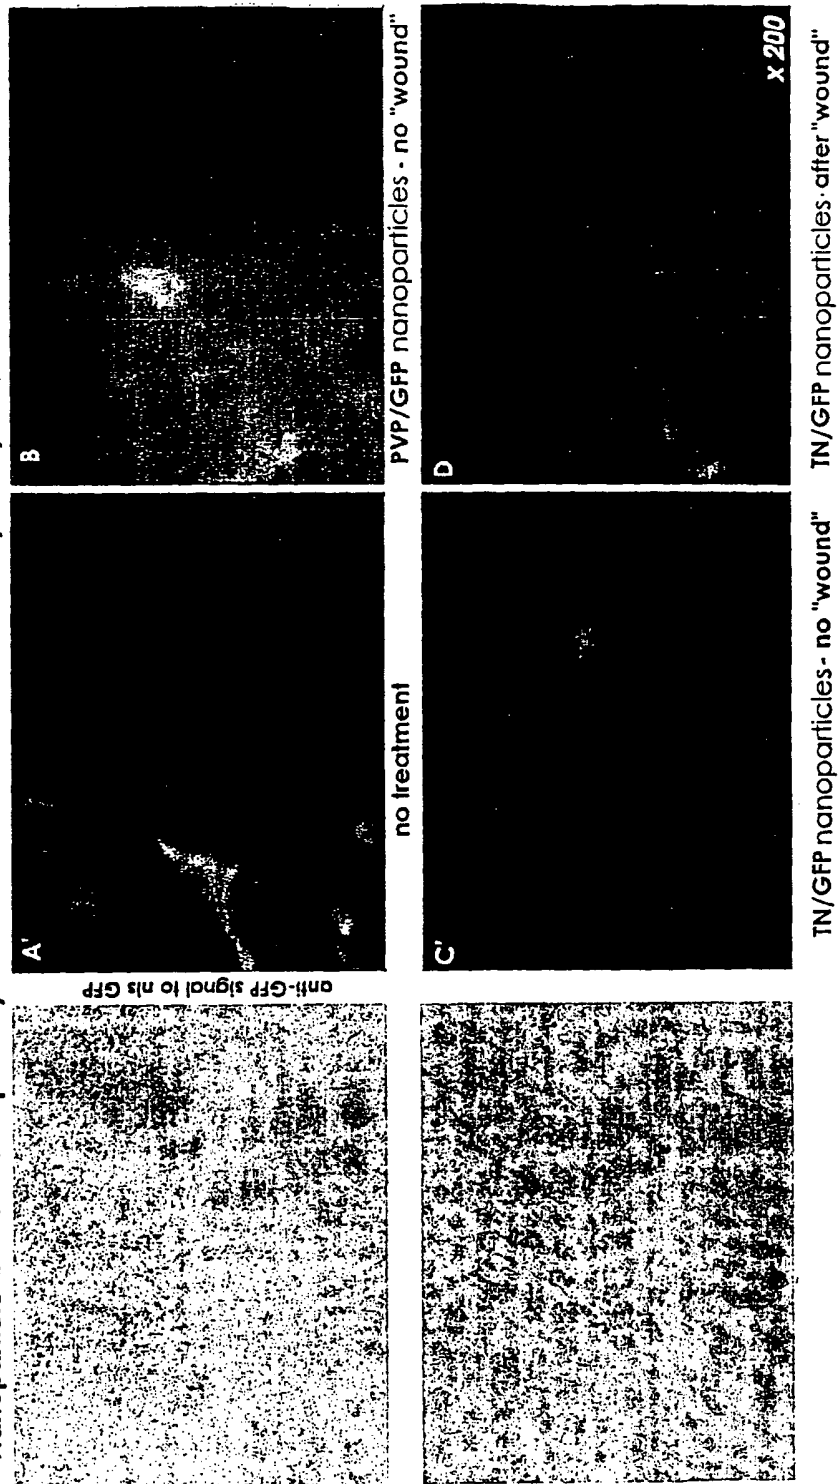 anti-GFP signal to nls GFP
A'
B
no treatment
PVP/GFP nanoparticles - no "wound"
C'
D
X 200
TN/GFP nanoparticles - no "wound"
TN/GFP nanoparticles - after "wound"